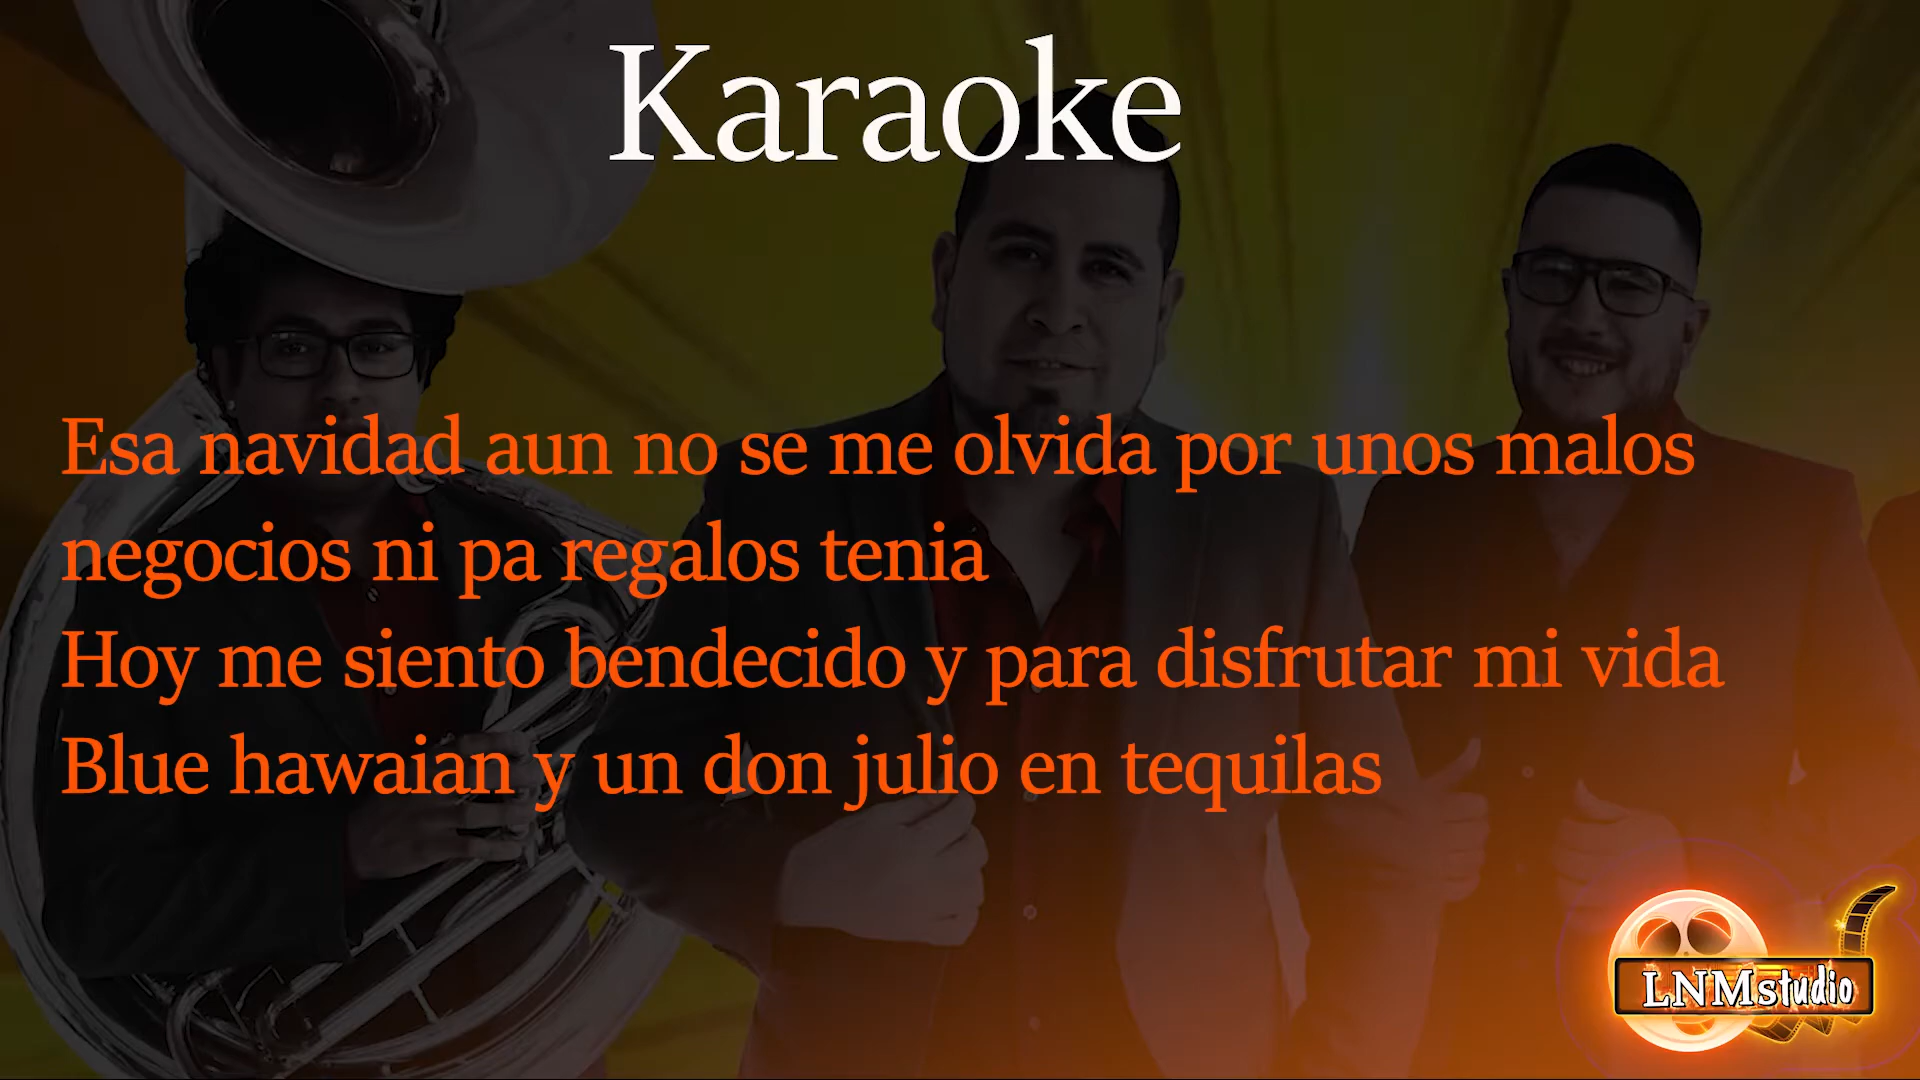 Karaoke
Esa navidad aun no se me olvida por unos malos
negocios ni pa regalos tenia
Hoy me siento bendecido y para disfrutar mi vida
Blue hawaian y un don julio en tequilas
LNMstudio